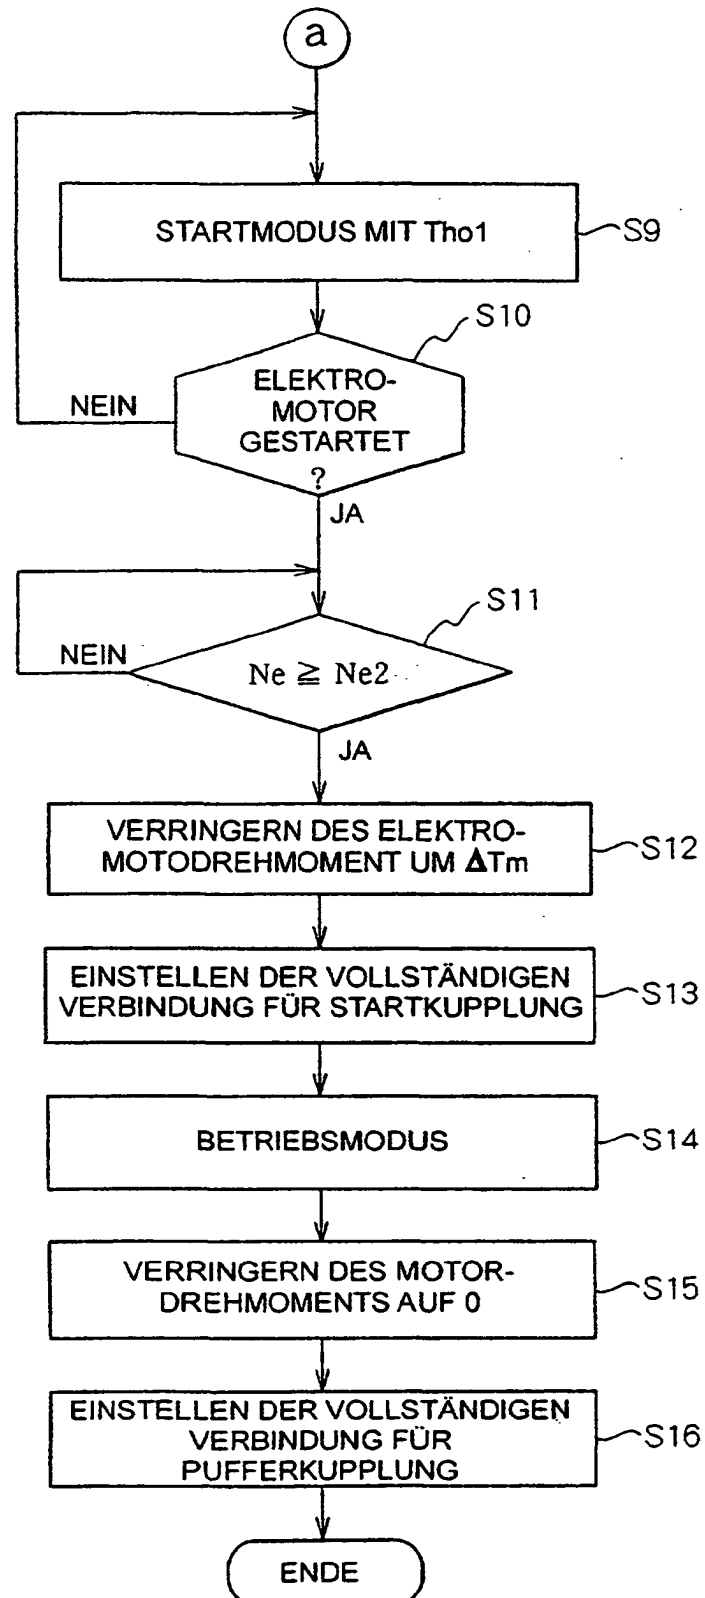 a
STARTMODUS MIT Tho1
S9
S10
ELEKTRO-
MOTOR
GESTARTET
?
NEIN
JA
S11
NEIN
Ne ≧ Ne2
JA
VERRINGERN DES ELEKTRO-
MOTODREHMOMENT UM ΔTm
S12
EINSTELLEN DER VOLLSTÄNDIGEN
VERBINDUNG FÜR STARTKUPPLUNG
S13
BETRIEBSMODUS
S14
VERRINGERN DES MOTOR-
DREHMOMENTS AUF 0
S15
EINSTELLEN DER VOLLSTÄNDIGEN
VERBINDUNG FÜR
PUFFERKUPPLUNG
S16
ENDE